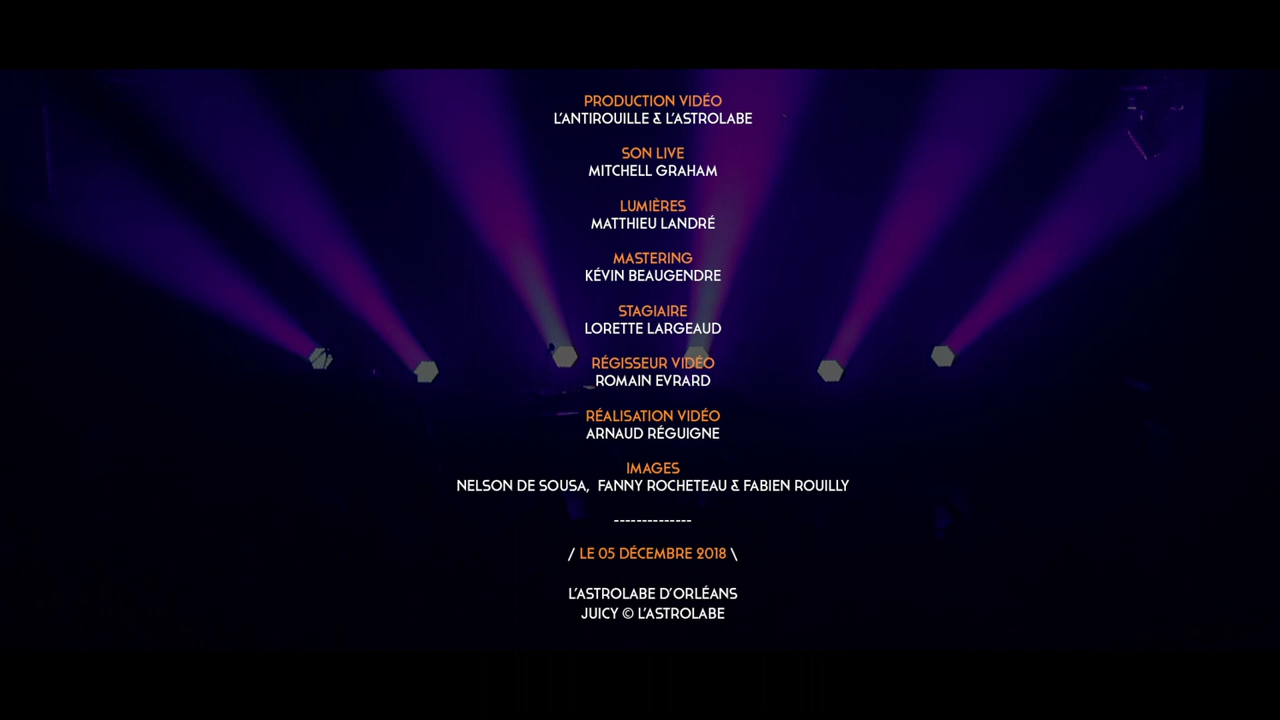 PRODUCTION VIDÉO
L'ANTIROUILLE & L'ASTROLABE
SON LIVE
MITCHELL GRAHAM
LUMIÈRES
MATTHIEU LANDRÉ
MASTERING
KÉVIN BEAUGENDRE
STAGIAIRE
LORETTE LARGEAUD
RÉGISSEUR VIDÉO
ROMAIN EVRARD
RÉALISATION VIDÉO
ARNAUD RÉGUIGNE
IMAGES
NELSON DE SOUSA,  FANNY ROCHETEAU & FABIEN ROUILLY
--------------
/ LE 05 DÉCEMBRE 2018 \
L'ASTROLABE D'ORLÉANS
JUICY © L'ASTROLABE